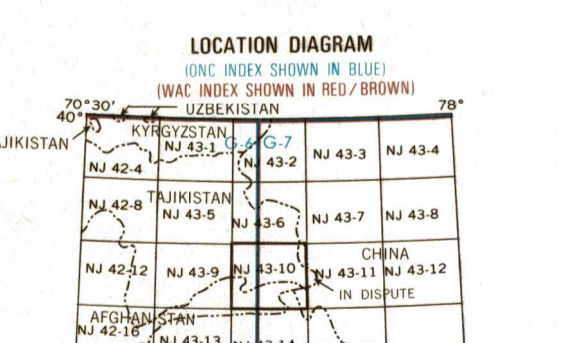 LOCATION DIAGRAM
(ONC INDEX SHOWN IN BLUE)
(WAC INDEX SHOWN IN RED/BROWN)
70°30' UZBEKISTAN 78°
40°
KYRGYZSTAN
JIKISTAN NJ 43-1 G-6 G-7
NJ 42-4 NJ 43-2 NJ 43-3 NJ 43-4
TAJIKISTAN
NJ 42-8 NJ 43-5 NJ 43-6 NJ 43-7 NJ 43-8
CHINA
NJ 42-12 NJ 43-9 NJ 43-10 NJ 43-11 NJ 43-12
IN DISPUTE
AFGHANISTAN
NJ 42-16 NJ 43-13